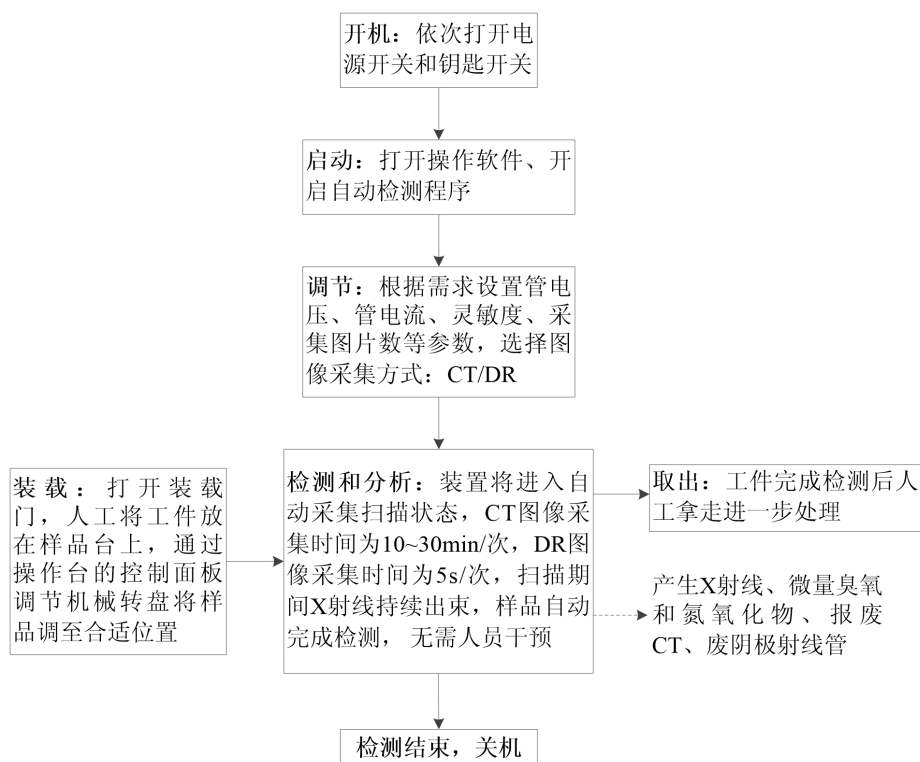 开机：依次打开电
源开关和钥匙开关
启动：打开操作软件、开
启自动检测程序
调节：根据需求设置管电
压、管电流、灵敏度、采
集图片数等参数，选择图
像采集方式：CT/DR
装载：打开装载
门，人工将工件放
在样品台上，通过
操作台的控制面板
调节机械转盘将样
品调至合适位置
检测和分析：装置将进入自
动采集扫描状态，CT图像采
集时间为10~30min/次，DR图
像采集时间为5s/次，扫描期
间X射线持续出束，样品自动
完成检测， 无需人员干预
取出：工件完成检测后人
工拿走进一步处理
产生X射线、微量臭氧
和氮氧化物、报废
CT、废阴极射线管
检测结束，关机